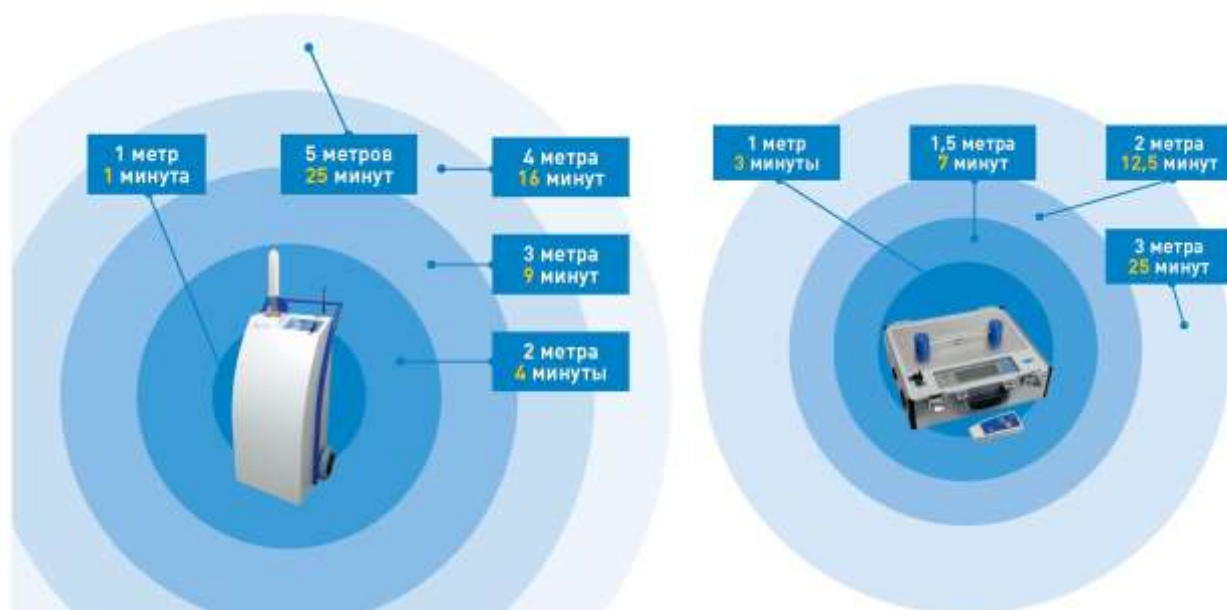 1 метр
1 минута
5 метров
25 минут
4 метра
16 минут
3 метра
9 минут
2 метра
4 минуты
1 метр
3 минуты
1,5 метра
7 минут
2 метра
12,5 минут
3 метра
25 минут